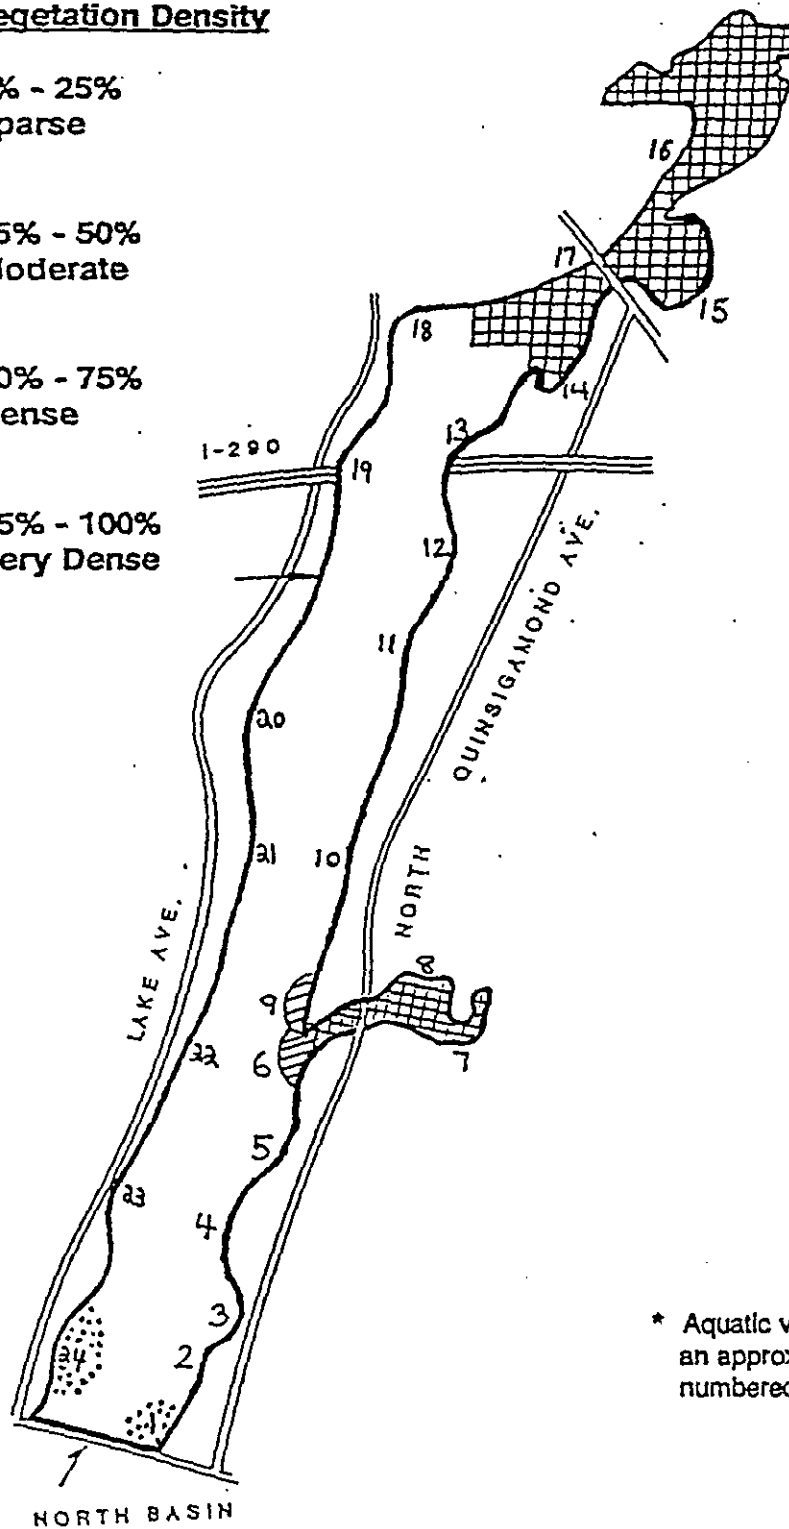 egetation Density
% - 25%
parse
5% - 50%
oderate
0% - 75%
ense
5% - 100%
ery Dense
16
17
15
18
14
13
I-290
19
12
11
20
QUINSIGAMOND AVE.
21
10
NORTH
LAKE AVE.
8
9
22
6
7
5
23
4
3
24
2
1
* Aquatic v
an approx
numbered
NORTH BASIN